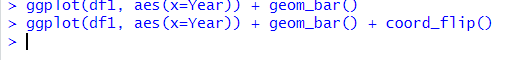 > ggplot(df1, aes(x=Year)) + geom_bar()
> ggplot(df1, aes(x=Year)) + geom_bar() + coord_flip()
>